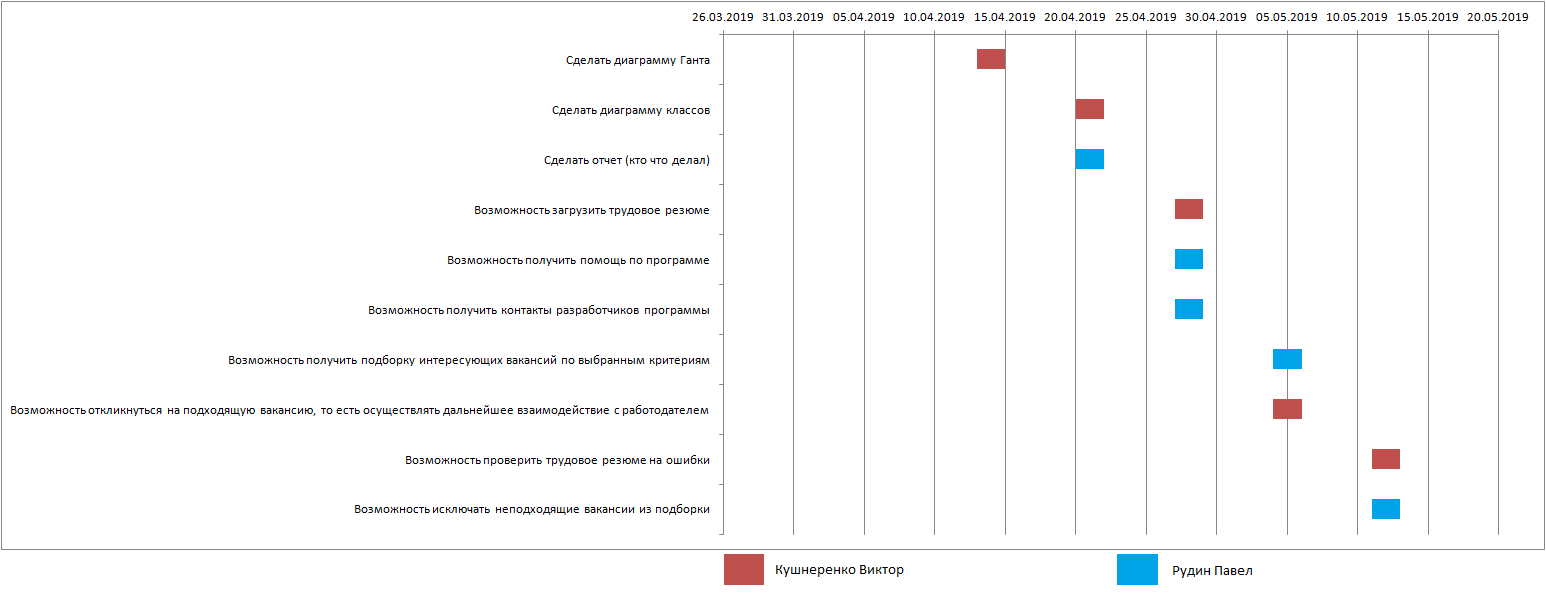 26.03.2019 31.03.2019 05.04.2019 10.04.2019 15.04.2019 20.04.2019 25.04.2019 30.04.2019 05.05.2019 10.05.2019 15.05.2019 20.05.2019
Сделать диаграмму Ганта
Сделать диаграмму классов
Сделать отчет (кто что делал)
Возможность загрузить трудовое резюме
Возможность получить помощь по программе
Возможность получить контакты разработчиков программы
Возможность получить подборку интересующих вакансий по выбранным критериям
Возможность откликнуться на подходящую вакансию, то есть осуществлять дальнейшее взаимодействие с работодателем
Возможность проверить трудовое резюме на ошибки
Возможность исключать неподходящие вакансии из подборки
Кушнеренко Виктор Рудин Павел